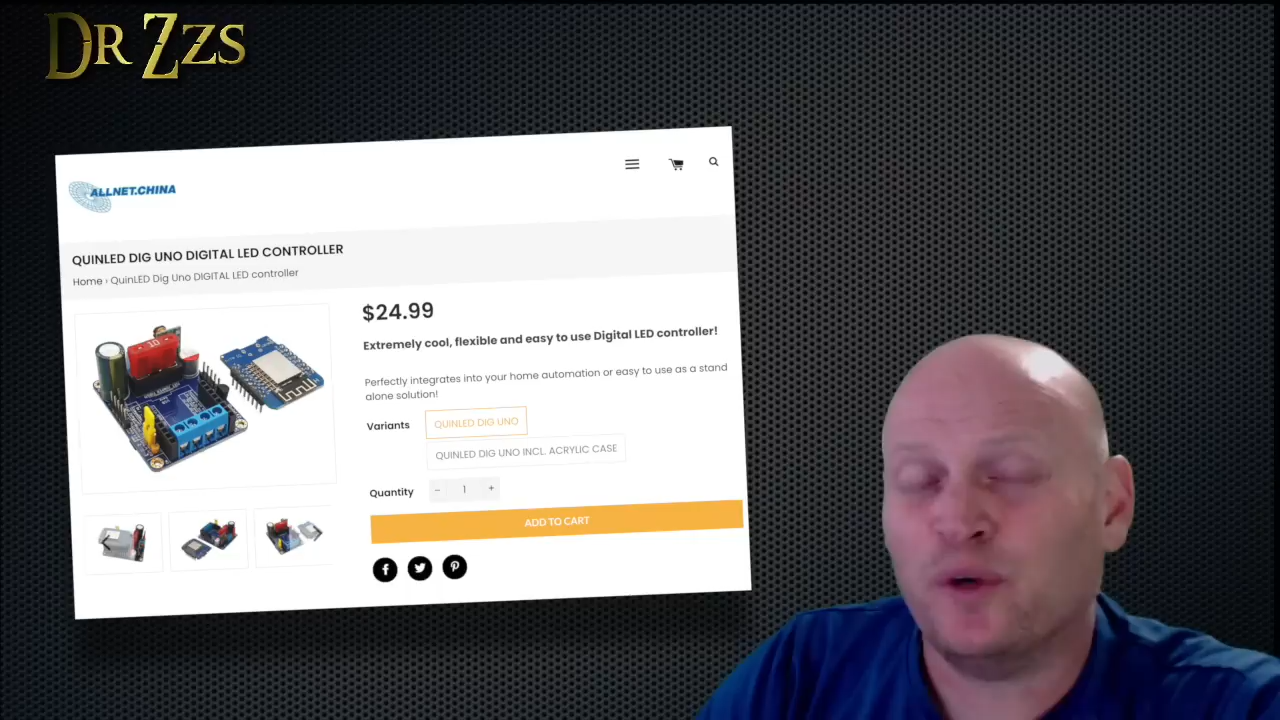 DR ZZS
ALLNET.CHINA
QUINLED DIG UNO DIGITAL LED CONTROLLER
Home › QuinLED Dig Uno DIGITAL LED controller
$24.99
Extremely cool, flexible and easy to use Digital LED controller!
Perfectly integrates into your home automation or easy to use as a stand
alone solution!
Variants
QUINLED DIG UNO
QUINLED DIG UNO INCL. ACRYLIC CASE
Quantity
− 1 +
ADD TO CART
10